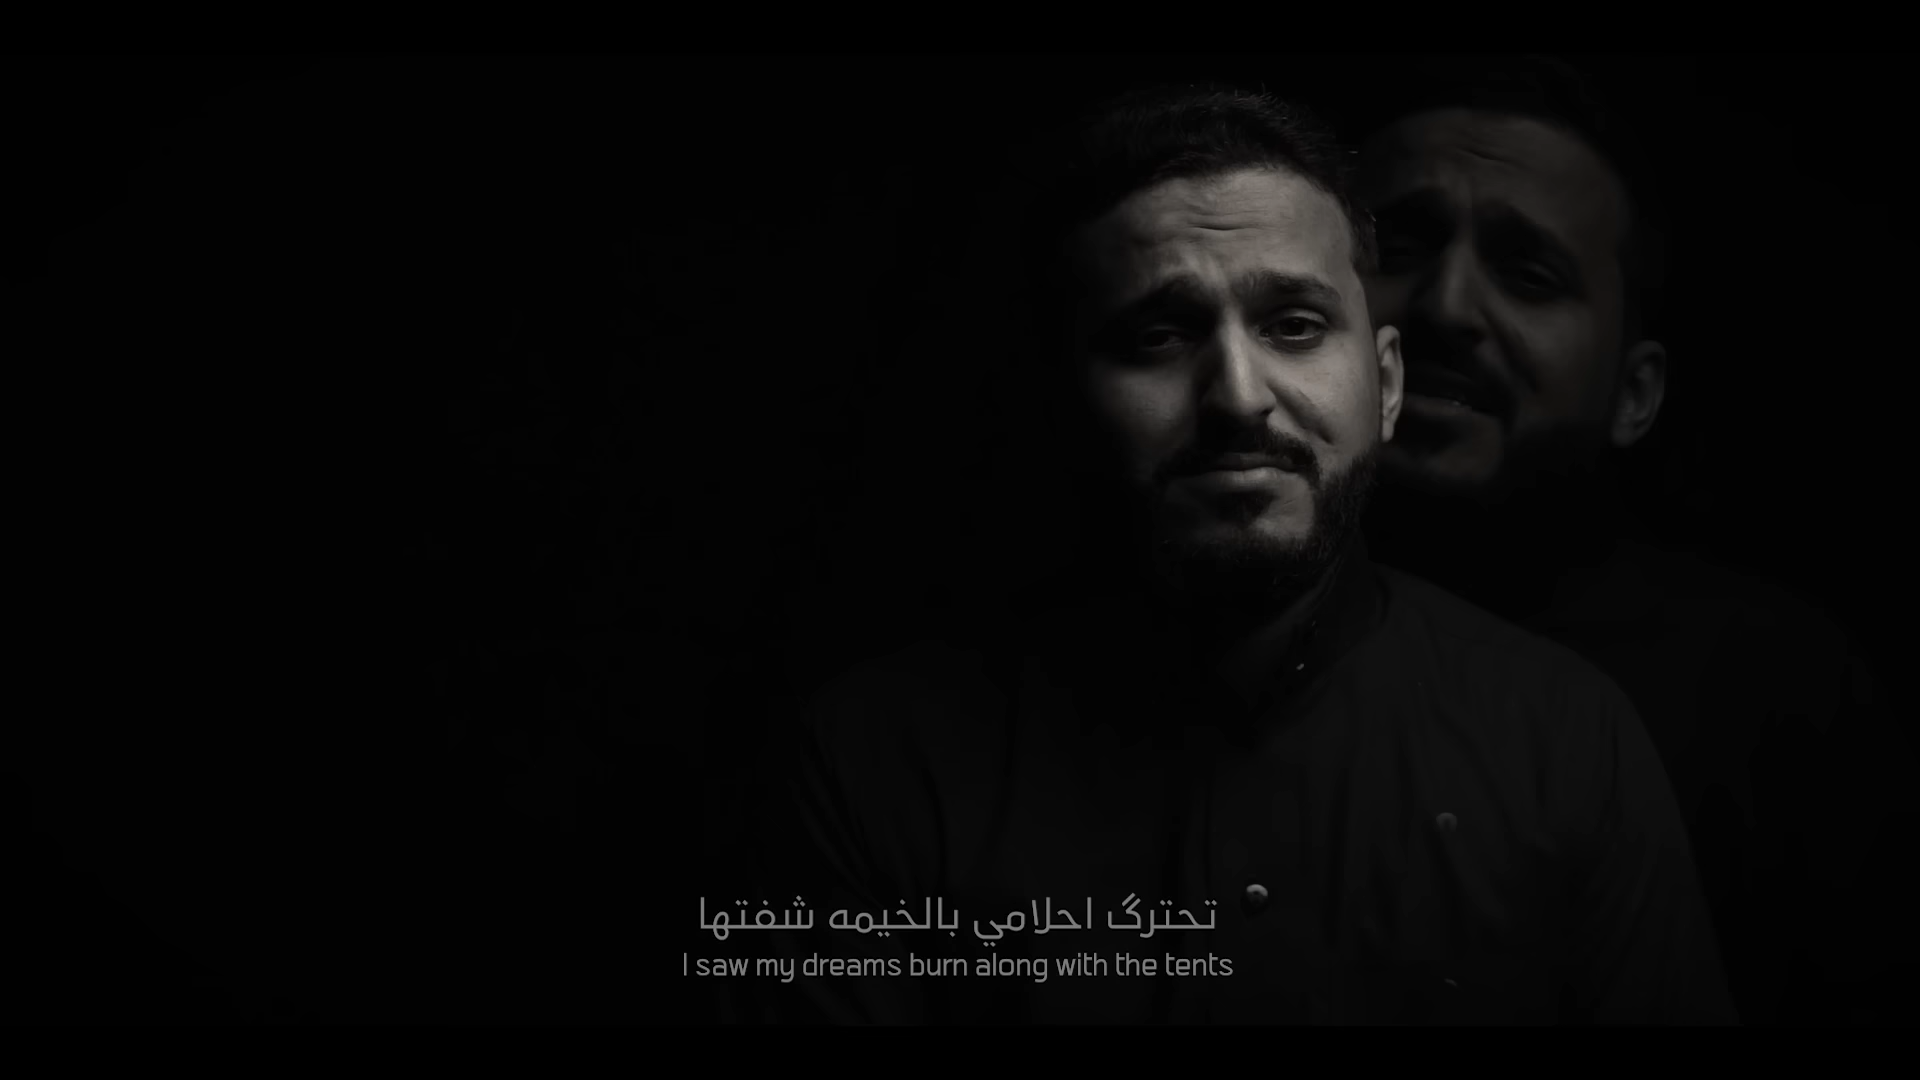 تحترگ احلامي بالخيمه شفتها
I saw my dreams burn along with the tents